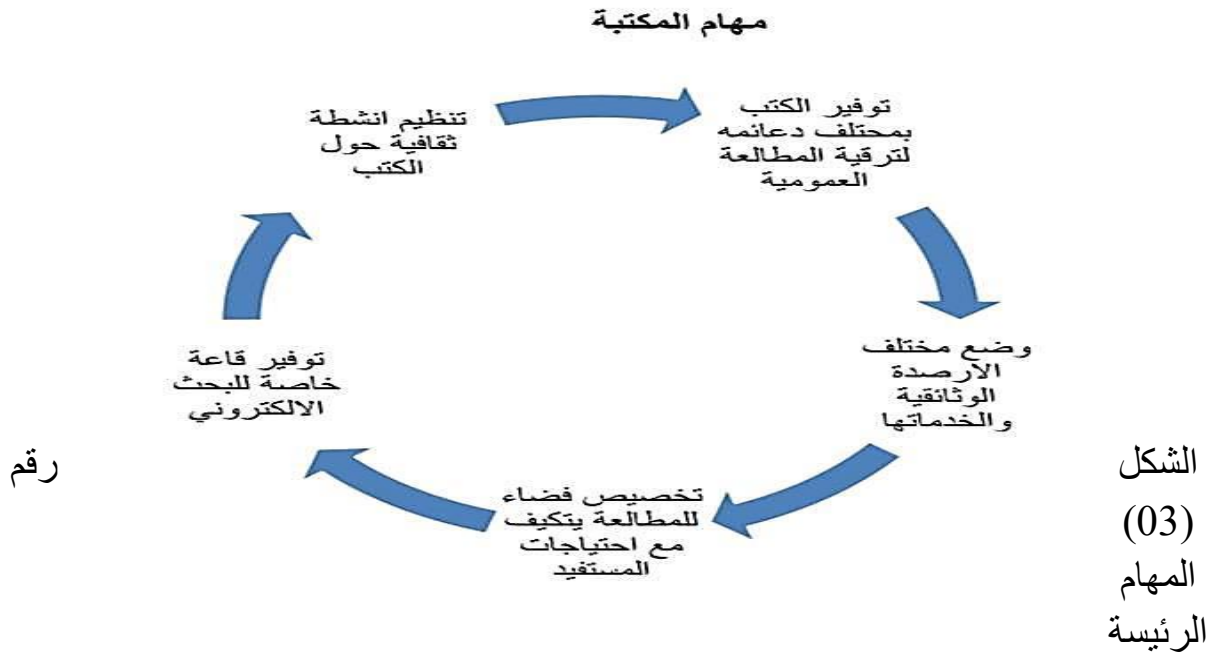 مهام المكتبة
توفير الكتب
بمحتلف دعائمه
لترقية المطالعة
العمومية
وضع مختلف
الارصدة
الوثائقية
والخدماتها
تخصيص فضاء
للمطالعة يتكيف
مع احتياجات
المستفيد
توفير قاعة
خاصة للبحث
الالكتروني
تنظيم انشطة
ثقافية حول
الكتب
الشكل رقم
(03)
المهام
الرئيسة